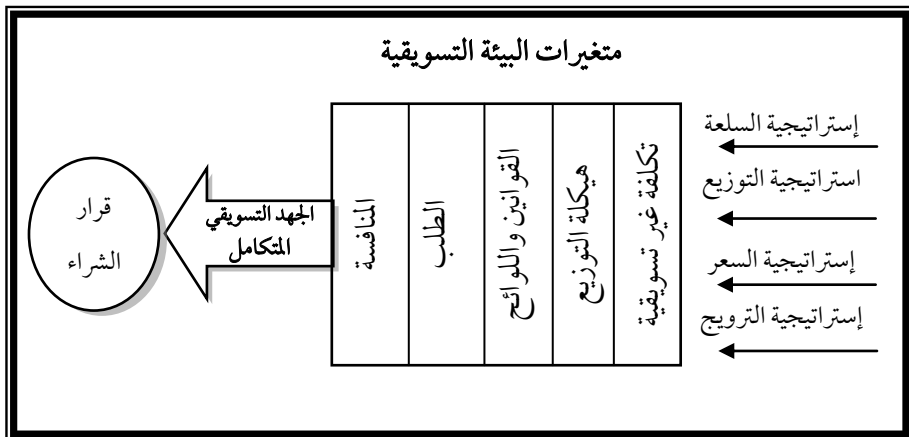 متغيرات البيئة التسويقية
إستراتيجية السلعة
استراتيجية التوزيع
إستراتيجية السعر
إستراتيجية الترويج
تكلفة غير تسويقية
هيكلة التوزيع
القوانين واللوائح
الطلب
المنافسة
الجهد التسويقي
المتكامل
قرار
الشراء